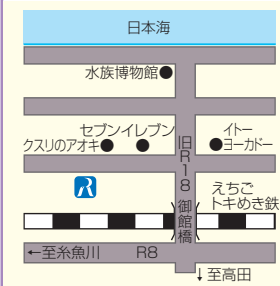 日本海
水族博物館
セブンイレブン
クスリのアオキ
イトー
ヨーカドー
旧R18
R
御館橋
えちご
トキめき鉄
←至糸魚川 R8
↓至高田